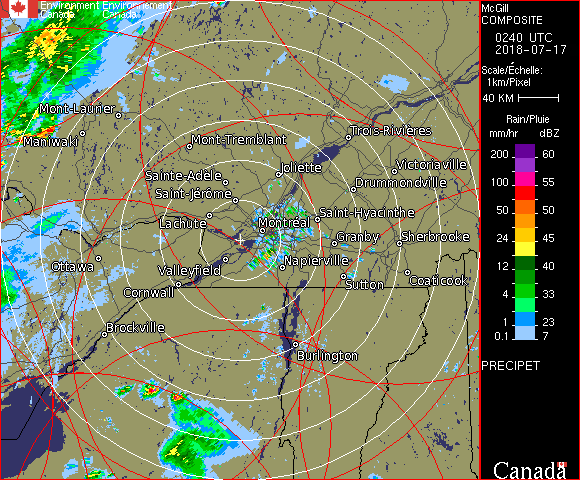 Environment Environnement
Canada Canada
Mont-Laurier
Maniwaki
Mont-Tremblant
Trois-Rivières
Joliette
Victoriaville
Sainte-Adèle
Drummondville
Saint-Jérôme
Lachute
Montréal
Saint-Hyacinthe
Granby
Sherbrooke
Ottawa
Valleyfield
Napierville
Cornwall
Sutton
Coaticook
Brockville
Burlington
McGill
COMPOSITE
0240 UTC
2018-07-17
Scale/Échelle:
1km/Pixel
40 KM
Rain/Pluie
mm/hr dBZ
200 60
100 55
50 50
24 45
12 40
4 33
1 23
0.1 7
PRECIPET
Canada